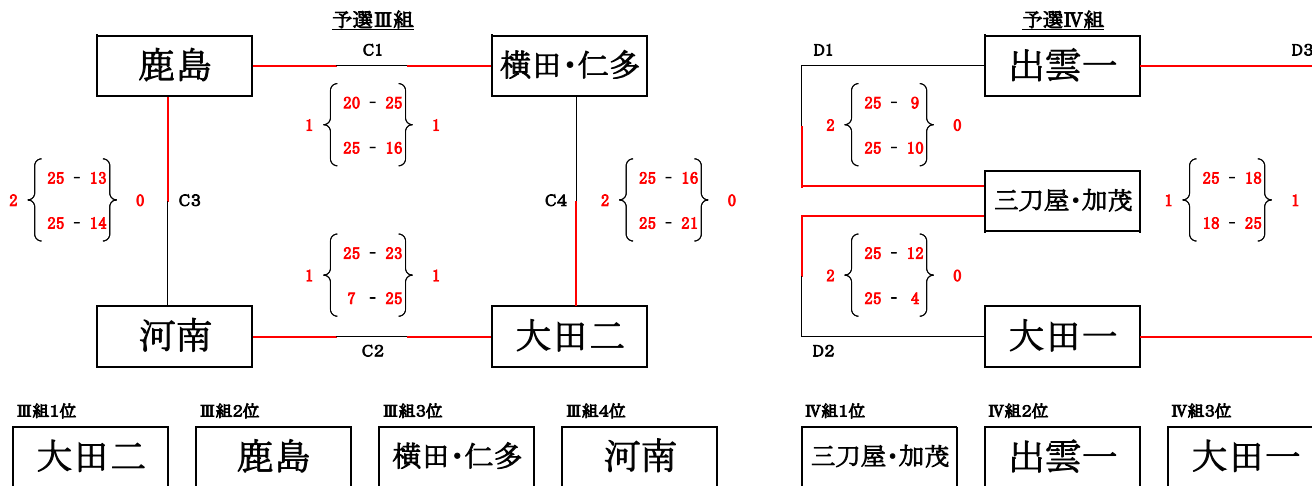 予選Ⅲ組
鹿島
C1
横田・仁多
1
20 - 25
25 - 16
1
2
25 - 13
25 - 14
0
C3
C4
2
25 - 16
25 - 21
0
1
25 - 23
7 - 25
1
河南
C2
大田二
Ⅲ組1位
Ⅲ組2位
Ⅲ組3位
Ⅲ組4位
大田二
鹿島
横田・仁多
河南
予選Ⅳ組
D1
出雲一
D3
2
25 - 9
25 - 10
0
三刀屋・加茂
1
25 - 18
18 - 25
1
2
25 - 12
25 - 4
0
D2
大田一
Ⅳ組1位
Ⅳ組2位
Ⅳ組3位
三刀屋・加茂
出雲一
大田一